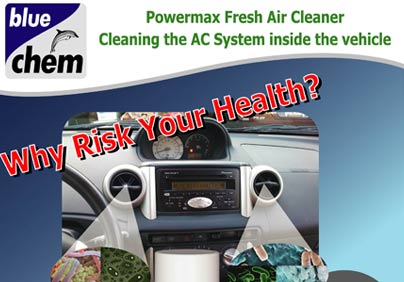 blue
chem
Powermax Fresh Air Cleaner
Cleaning the AC System inside the vehicle
Why Risk Your Health?